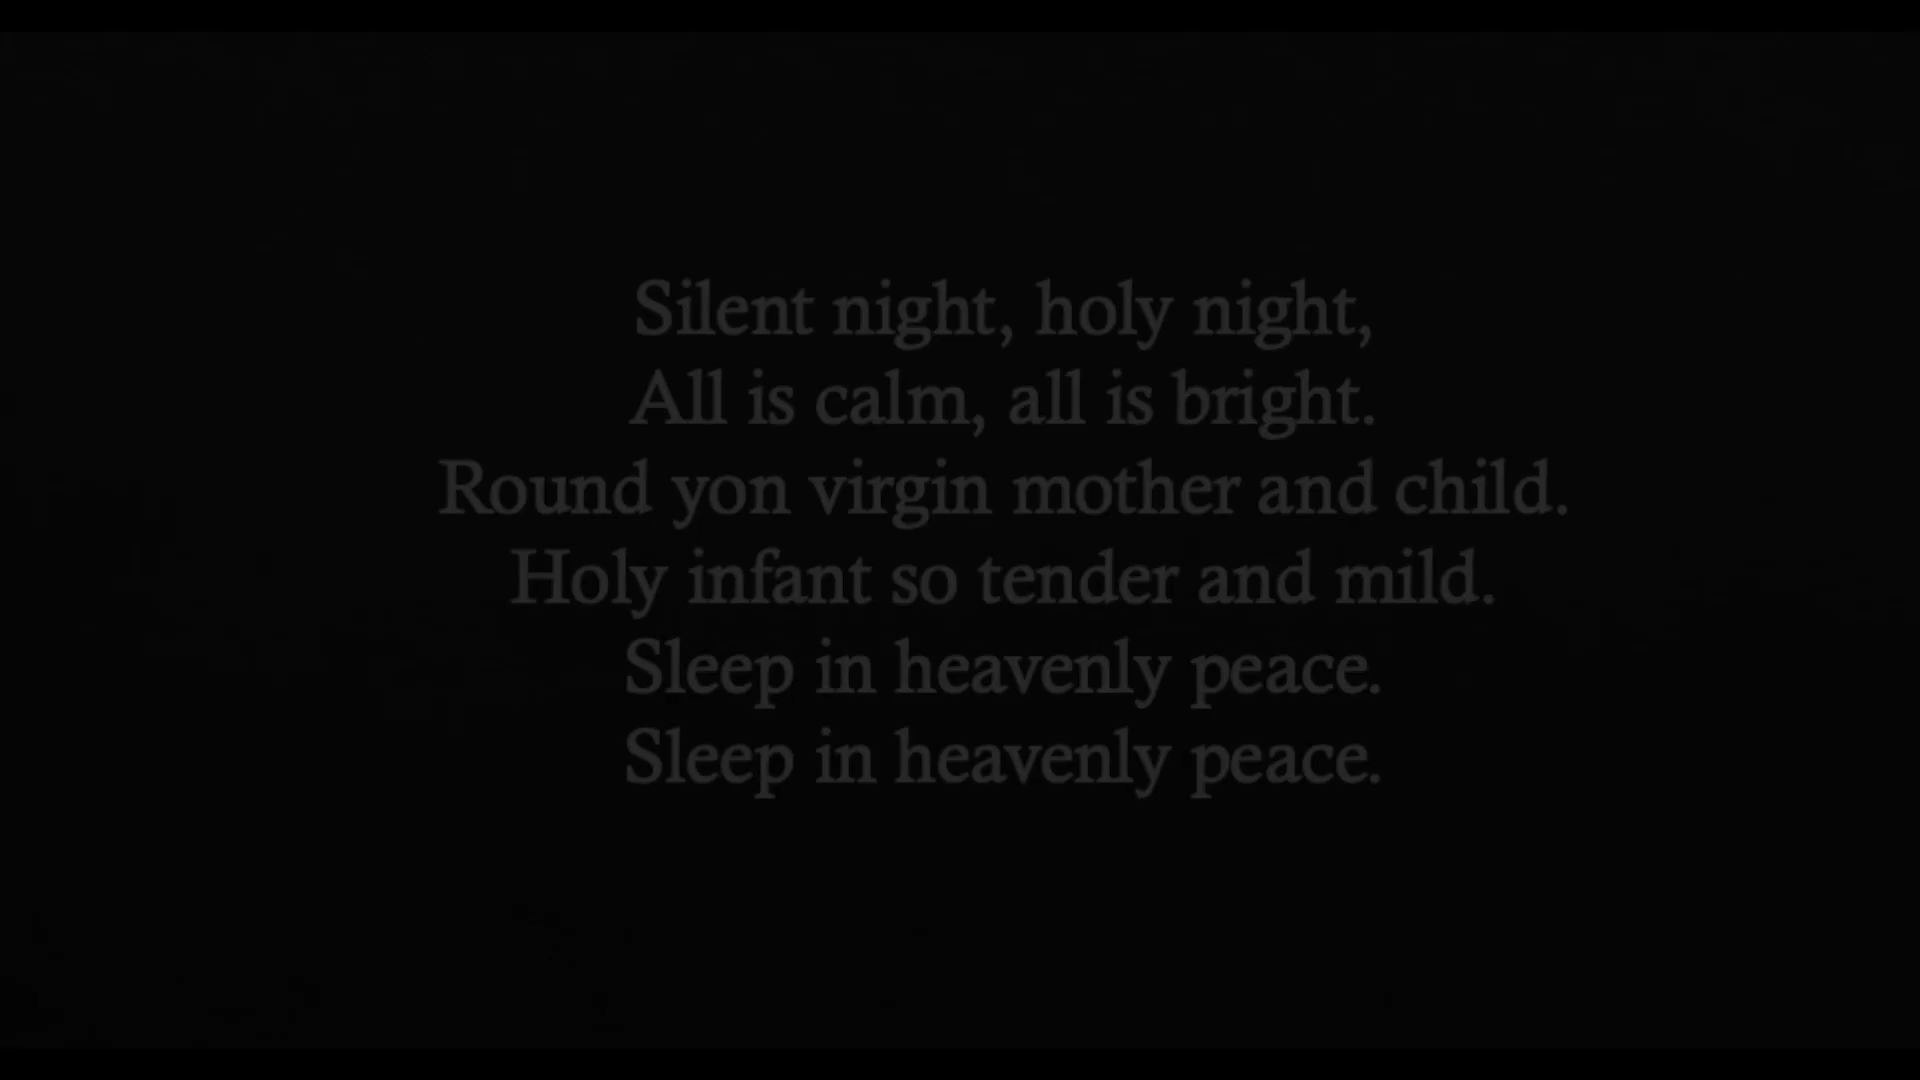 Silent night, holy night,
All is calm, all is bright.
Round yon virgin mother and child.
Holy infant so tender and mild.
Sleep in heavenly peace.
Sleep in heavenly peace.